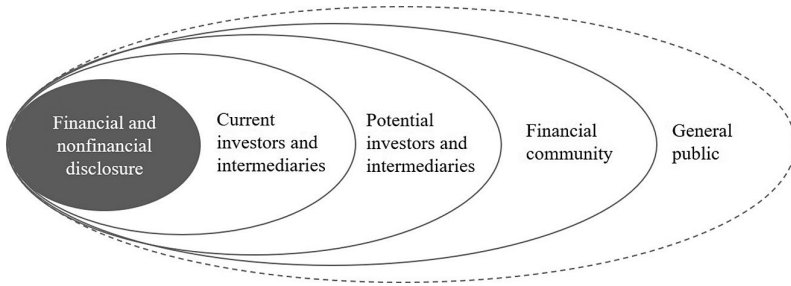 Financial and
nonfinancial
disclosure
Current
investors and
intermediaries
Potential
investors and
intermediaries
Financial
community
General
public